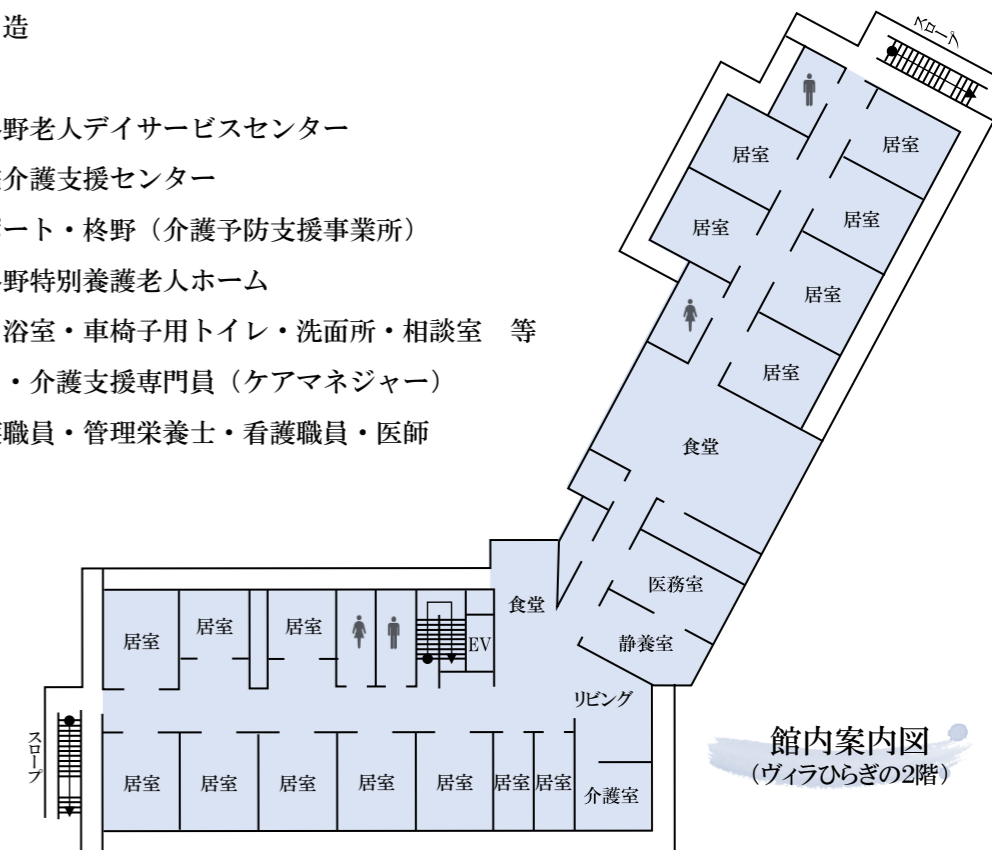 造
野老人デイサービスセンター
介護支援センター
ート・柊野（介護予防支援事業所）
野特別養護老人ホーム
浴室・車椅子用トイレ・洗面所・相談室　等
・介護支援専門員（ケアマネジャー）
職員・管理栄養士・看護職員・医師
スロープ
居室
居室
居室
居室
居室
居室
食堂
医務室
静養室
食堂
居室
居室
居室
EV
リビング
スロープ
居室
居室
居室
居室
居室
居室
居室
介護室
館内案内図
（ヴィラひらぎの2階）